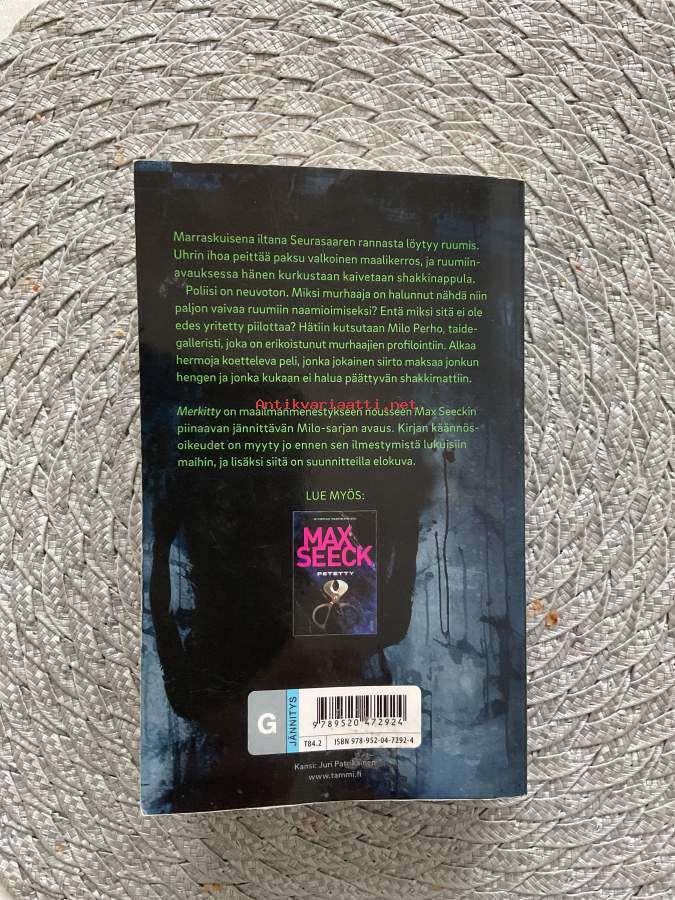 Marraskuisena iltana Seurasaaren rannasta löytyy ruumis.
Uhrin ihoa peittää paksu valkoinen maalikerros, ja ruumiin-
avauksessa hänen kurkustaan kaivetaan shakkinappula.
Poliisi on neuvoton. Miksi murhaaja on halunnut nähdä niin
paljon vaivaa ruumiin naamioimiseksi? Entä miksi sitä ei ole
edes yritetty piilottaa? Hätiin kutsutaan Milo Perho, taide-
galleristi, joka on erikoistunut murhaajien profilointiin. Alkaa
hermoja koetteleva peli, jonka jokainen siirto maksaa jonkun
hengen ja jonka kukaan ei halua päättyvän shakkimattiin.
Antikvariaatti.net
Merkitty on maailmanmenestykseen nousseen Max Seeckin
piinaavan jännittävän Milo-sarjan avaus. Kirjan käännös-
oikeudet on myyty jo ennen sen ilmestymistä lukuisiin
maihin, ja lisäksi siitä on suunnitteilla elokuva.
LUE MYÖS:
MAX
SEECK
PETETTY
G
JÄNNITYS
9 789520 472924
T84.2
ISBN 978-952-04-7292-4
Kansi: Juri Patrikainen
www.tammi.fi